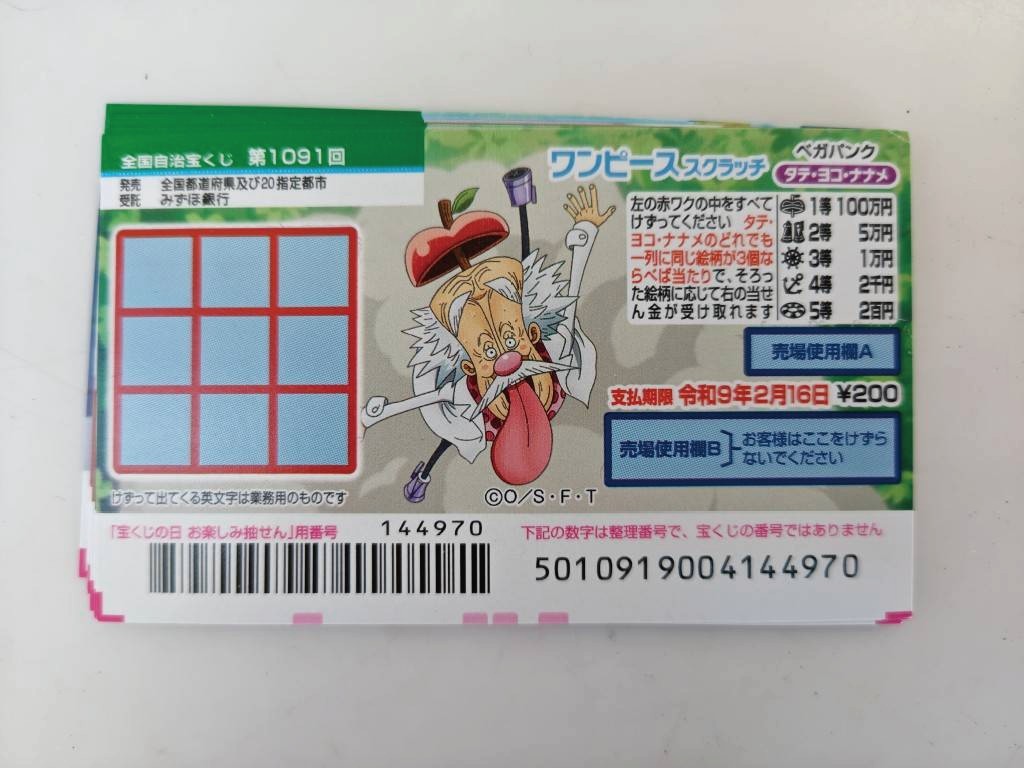 全国自治宝くじ 第1091回
発売 全国都道府県及び20指定都市
受託 みずほ銀行
ワンピーススクラッチ
ベガパンク
タテ・ヨコ・ナナメ
左の赤ワクの中をすべて
けずってください タテ・
ヨコ・ナナメのどれでも
一列に同じ絵柄が3個な
らべば当たりで、そろっ
た絵柄に応じて右の当せ
ん金が受け取れます
1等 100万円
2等 5万円
3等 1万円
4等 2千円
5等 2百円
売場使用欄A
支払期限 令和9年2月16日 ¥200
売場使用欄B
お客様はここをけずら
ないでください
けずって出てくる英文字は業務用のものです
©O/S・F・T
「宝くじの日 お楽しみ抽せん」用番号 144970
下記の数字は整理番号で、宝くじの番号ではありません
5010919004144970